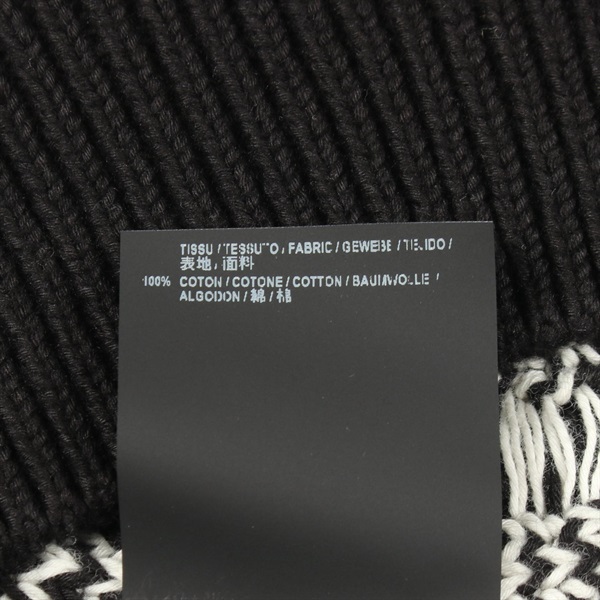 TISSU / TESSUTO / FABRIC / GEWEBE / TEJIDO /
表地 / 面料
100% COTON / COTONE / COTTON / BAUMWOLLE /
ALGODON / 綿 / 棉